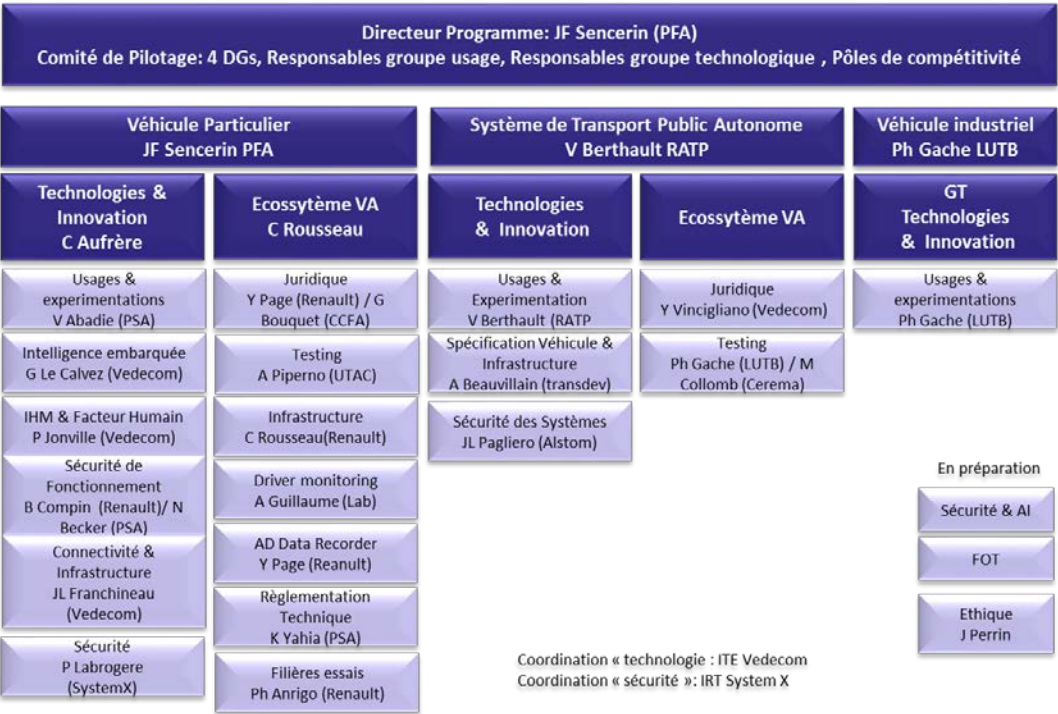 Directeur Programme: JF Sencerin (PFA)
Comité de Pilotage: 4 DGs, Responsables groupe usage, Responsables groupe technologique , Pôles de compétitivité
Véhicule Particulier
JF Sencerin PFA
Système de Transport Public Autonome
V Berthault RATP
Véhicule industriel
Ph Gache LUTB
Technologies &
Innovation
C Aufrère
Ecossytème VA
C Rousseau
Technologies
& Innovation
Ecossytème VA
GT
Technologies
& Innovation
Usages &
experimentations
V Abadie (PSA)
Intelligence embarquée
G Le Calvez (Vedecom)
IHM & Facteur Humain
P Jonville (Vedecom)
Sécurité de
Fonctionnement
B Compin (Renault)/ N
Becker (PSA)
Connectivité &
Infrastructure
JL Franchineau
(Vedecom)
Sécurité
P Labrogere
(SystemX)
Juridique
Y Page (Renault) / G
Bouquet (CCFA)
Testing
A Piperno (UTAC)
Infrastructure
C Rousseau(Renault)
Driver monitoring
A Guillaume (Lab)
AD Data Recorder
Y Page (Reanult)
Règlementation
Technique
K Yahia (PSA)
Filières essais
Ph Anrigo (Renault)
Usages &
Experimentation
V Berthault (RATP
Spécification Véhicule &
Infrastructure
A Beauvillain (transdev)
Sécurité des Systèmes
JL Pagliero (Alstom)
Juridique
Y Vincigliano (Vedecom)
Testing
Ph Gache (LUTB) / M
Collomb (Cerema)
Usages &
experimentations
Ph Gache (LUTB)
En préparation
Sécurité & AI
FOT
Ethique
J Perrin
Coordination « technologie : ITE Vedecom
Coordination « sécurité »: IRT System X